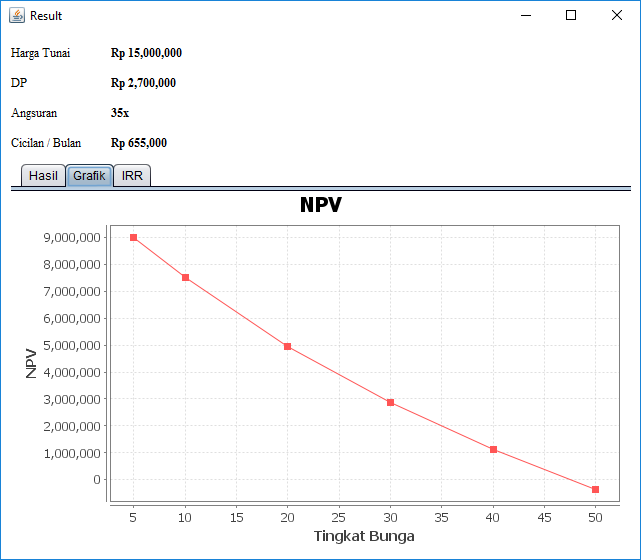 Result
Harga Tunai Rp 15,000,000
DP Rp 2,700,000
Angsuran 35x
Cicilan / Bulan Rp 655,000
Hasil Grafik IRR
NPV
9,000,000
8,000,000
7,000,000
6,000,000
5,000,000
4,000,000
3,000,000
2,000,000
1,000,000
0
NPV
5 10 15 20 25 30 35 40 45 50
Tingkat Bunga